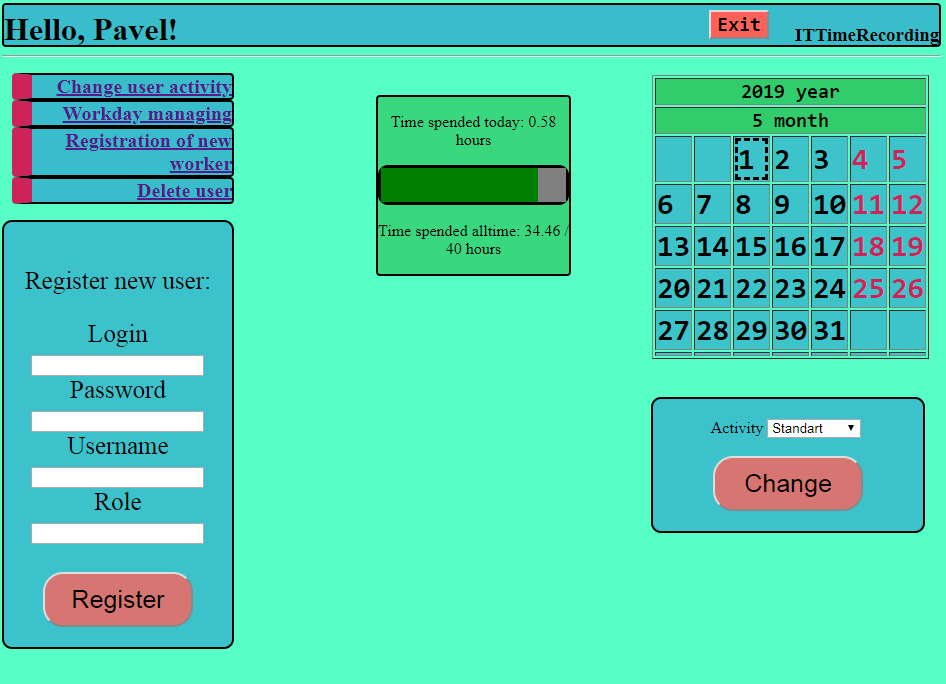 Hello, Pavel!
Exit
ITTimeRecording
Change user activity
Workday managing
Registration of new
worker
Delete user
Register new user:
Login
Password
Username
Role
Register
Time spended today: 0.58
hours
Time spended alltime: 34.46 /
40 hours
2019 year
5 month
1 2 3 4 5
6 7 8 9 10 11 12
13 14 15 16 17 18 19
20 21 22 23 24 25 26
27 28 29 30 31
Activity Standart
Change